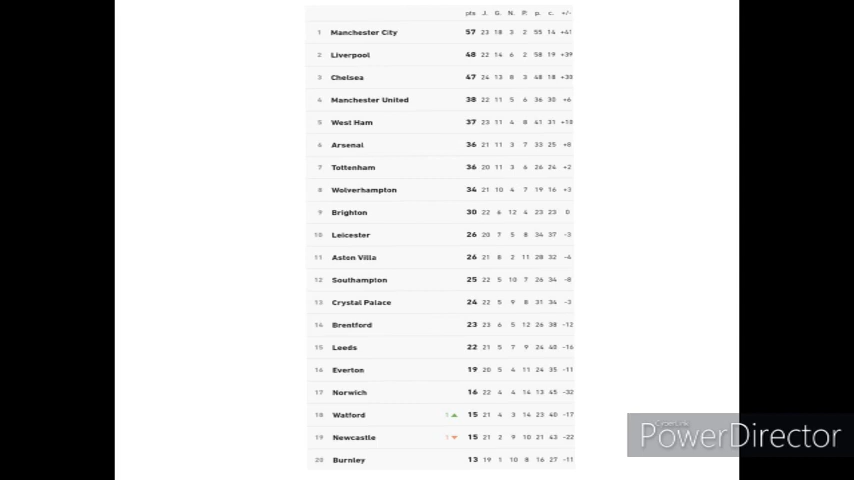 pts J. G. N. P. p. c. +/-
1 Manchester City 57 23 18 3 2 55 14 +41
2 Liverpool 48 22 14 6 2 58 19 +39
3 Chelsea 47 24 13 8 3 48 18 +30
4 Manchester United 38 22 11 5 6 36 30 +6
5 West Ham 37 23 11 4 8 41 31 +10
6 Arsenal 36 21 11 3 7 33 25 +8
7 Tottenham 36 20 11 3 6 26 24 +2
8 Wolverhampton 34 21 10 4 7 19 16 +3
9 Brighton 30 22 6 12 4 23 23 0
10 Leicester 26 20 7 5 8 34 37 -3
11 Aston Villa 26 21 8 2 11 28 32 -4
12 Southampton 25 22 5 10 7 26 34 -8
13 Crystal Palace 24 22 5 9 8 31 34 -3
14 Brentford 23 23 6 5 12 26 38 -12
15 Leeds 22 21 5 7 9 24 40 -16
16 Everton 19 20 5 4 11 24 35 -11
17 Norwich 16 22 4 4 14 13 45 -32
18 Watford 1 ▲ 15 21 4 3 14 23 40 -17
19 Newcastle 1 ▼ 15 21 2 9 10 21 43 -22
20 Burnley 13 19 1 10 8 16 27 -11
CyberLink
PowerDirector